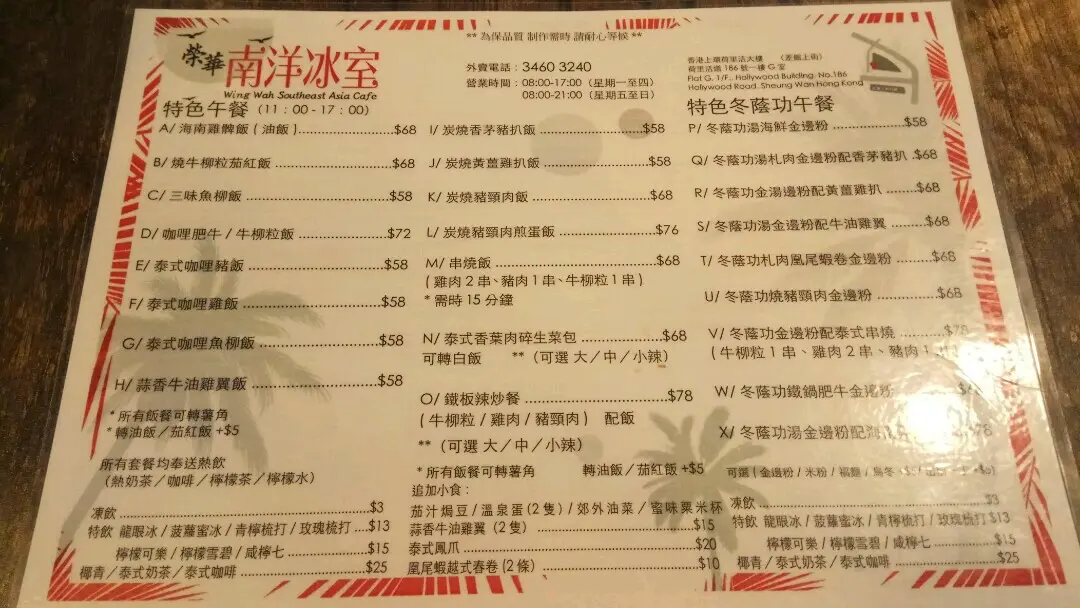 ** 為保品質 制作需時 請耐心等候 **
榮華 南洋冰室
Wing Wah Southeast Asia Cafe
外賣電話：3460 3240
營業時間：08:00-17:00（星期一至四）
08:00-21:00（星期五至日）
香港上環荷里活大樓 （差館上街）
荷里活道 186 號一樓 G 室
Flat G, 1/F., Hollywood Building, No.186
Hollywood Road, Sheung Wan Hong Kong
特色午餐 (11：00-17：00)
A/ 海南雞髀飯 ( 油飯 ) $68
B/ 燒牛柳粒茄紅飯 $68
C/ 三味魚柳飯 $58
D/ 咖哩肥牛 / 牛柳粒飯 $72
E/ 泰式咖哩豬飯 $58
F/ 泰式咖哩雞飯 $58
G/ 泰式咖哩魚柳飯 $58
H/ 蒜香牛油雞翼飯 $58
* 所有飯餐可轉薯角
* 轉油飯／茄紅飯 +$5
所有套餐均奉送熱飲
（熱奶茶／咖啡／檸檬茶／檸檬水）
凍飲 $3
特飲 龍眼冰 / 菠蘿蜜冰 / 青檸梳打 / 玫瑰梳打 $13
檸檬可樂 / 檸檬雪碧 / 咸檸七 $15
椰青 / 泰式奶茶 / 泰式咖啡 $25
I/ 炭燒香茅豬扒飯 $58
J/ 炭燒黃薑雞扒飯 $58
K/ 炭燒豬頸肉飯 $68
L/ 炭燒豬頸肉煎蛋飯 $76
M/ 串燒飯 $68
( 雞肉 2 串、豬肉 1 串、牛柳粒 1 串 )
* 需時 15 分鐘
N/ 泰式香葉肉碎生菜包 $68
可轉白飯 **（可選 大／中／小辣）
O/ 鐵板辣炒餐 $78
( 牛柳粒 / 雞肉 / 豬頸肉 ) 配飯
**（可選 大／中／小辣）
* 所有飯餐可轉薯角 轉油飯／茄紅飯 +$5
追加小食：
茄汁焗豆 / 溫泉蛋 ( 2 隻 ) / 郊外油菜 / 蜜味粟米杯
蒜香牛油雞翼（2 隻） $15
泰式鳳爪 $20
鳳尾蝦越式春卷 (2 條) $10
特色冬蔭功午餐
P/ 冬蔭功湯海鮮金邊粉 $58
Q/ 冬蔭功湯札肉金邊粉配香茅豬扒 $68
R/ 冬蔭功金湯邊粉配黃薑雞扒 $68
S/ 冬蔭功湯金邊粉配牛油雞翼 $68
T/ 冬蔭功札肉鳳尾蝦卷金邊粉 $68
U/ 冬蔭功燒豬頸肉金邊粉 $68
V/ 冬蔭功金邊粉配泰式串燒 $78
( 牛柳粒 1 串、雞肉 2 串、豬肉 1
W/ 冬蔭功鐵鍋肥牛金邊粉
X/ 冬蔭功湯金邊粉配海 $78
可選（金邊粉 / 米粉
凍飲 $3
特飲 龍眼冰 / 菠蘿蜜冰 / 青檸梳打 / 玫瑰梳打 $13
檸檬可樂 / 檸檬雪碧 / 咸檸七 $15
椰青 / 泰式奶茶 / 泰式咖啡 $25